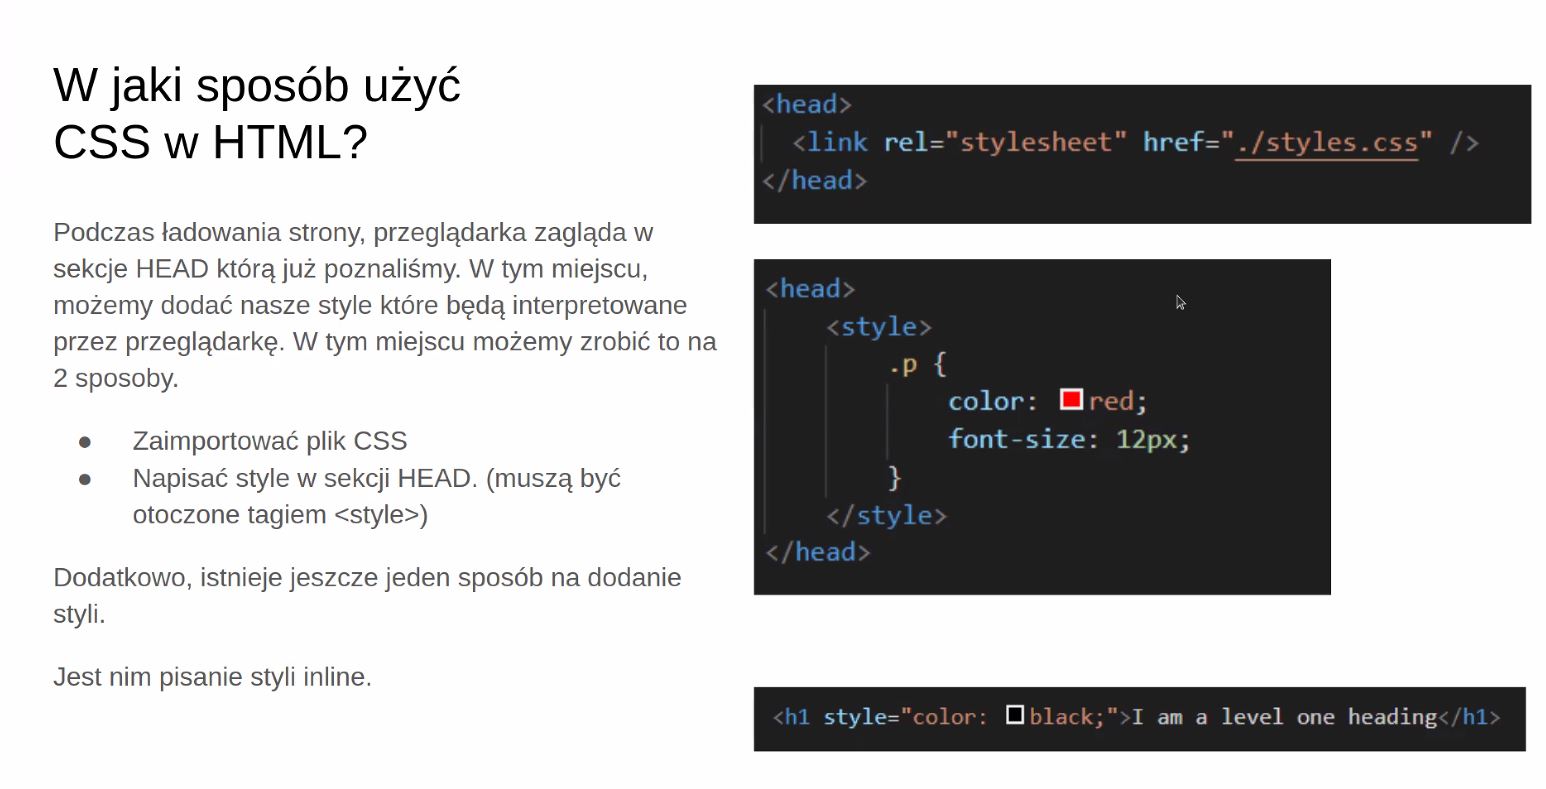 W jaki sposób użyć
CSS w HTML?
Podczas ładowania strony, przeglądarka zagląda w
sekcje HEAD którą już poznaliśmy. W tym miejscu,
możemy dodać nasze style które będą interpretowane
przez przeglądarkę. W tym miejscu możemy zrobić to na
2 sposoby.
● Zaimportować plik CSS
● Napisać style w sekcji HEAD. (muszą być
otoczone tagiem <style>)
Dodatkowo, istnieje jeszcze jeden sposób na dodanie
styli.
Jest nim pisanie styli inline.
<head>
<link rel="stylesheet" href="./styles.css" />
</head>
<head>
<style>
.p {
color: red;
font-size: 12px;
}
</style>
</head>
<h1 style="color: black;">I am a level one heading</h1>